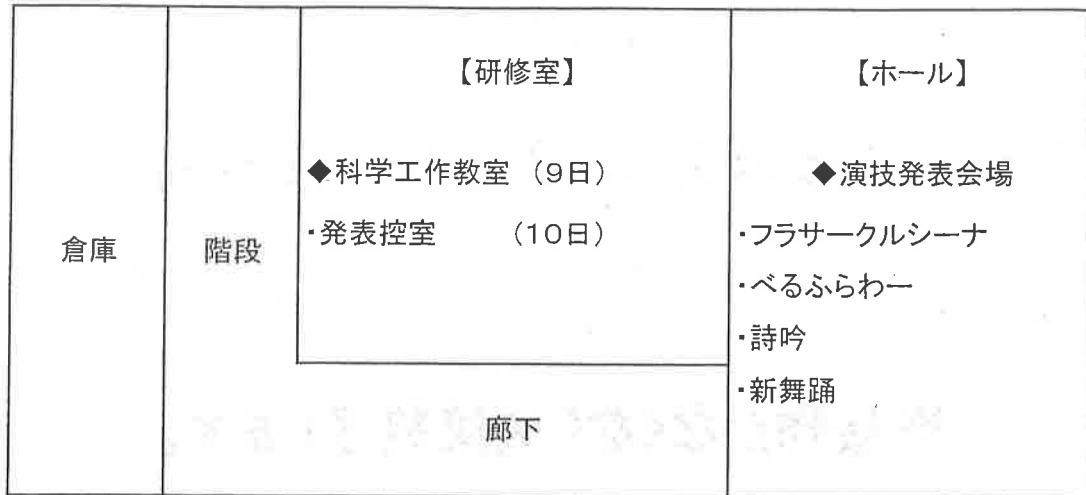 倉庫
階段
【研修室】
◆科学工作教室 （9日）
・発表控室 （10日）
廊下
【ホール】
◆演技発表会場
・フラサークルシーナ
・べるふらわー
・詩吟
・新舞踊